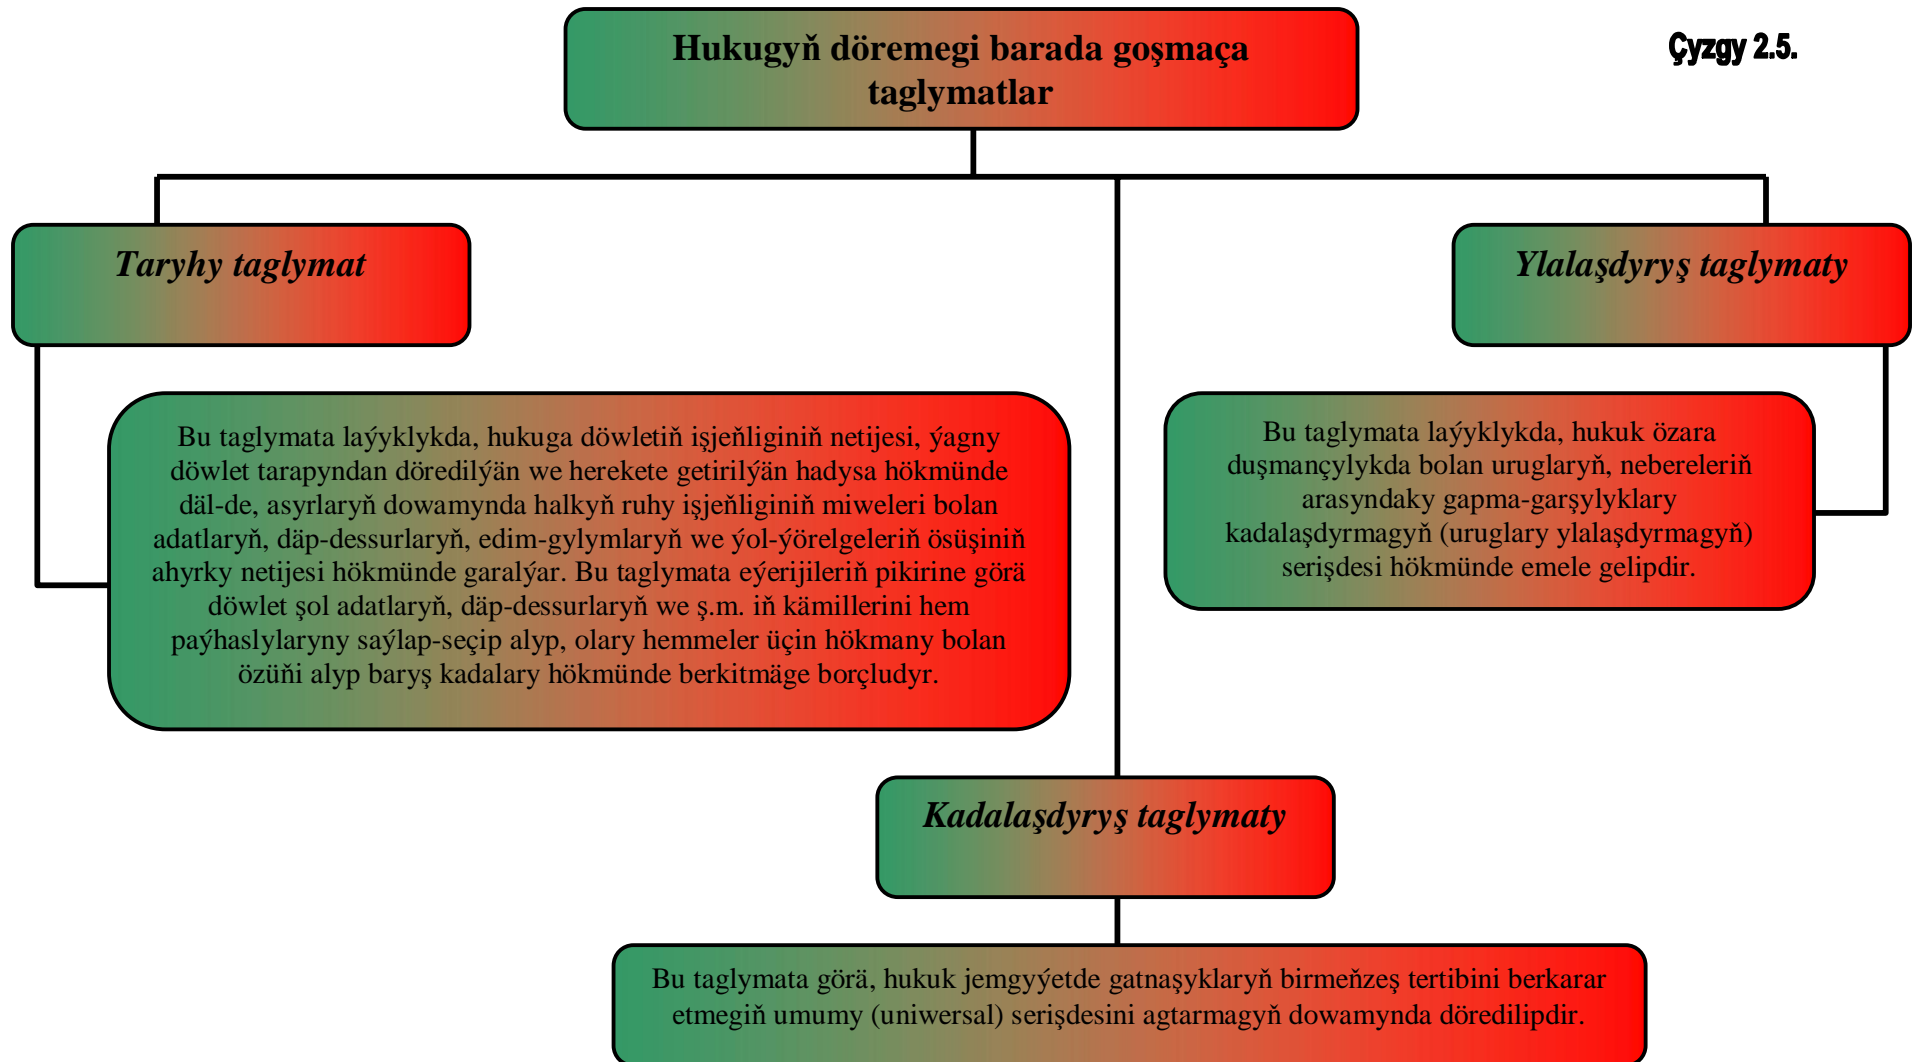 Hukugyň döremegi barada goşmaça
taglymatlar
Çyzgy 2.5.
Taryhy taglymat
Ylalaşdyryş taglymaty
Bu taglymata laýyklykda, hukuga döwletiň işjeňliginiň netijesi, ýagny
döwlet tarapyndan döredilýän we herekete getirilýän hadysa hökmünde
däl-de, asyrlaryň dowamynda halkyň ruhy işjeňliginiň miweleri bolan
adatlaryň, däp-dessurlaryň, edim-gylymlaryň we ýol-ýörelgeleriň ösüşiniň
ahyrky netijesi hökmünde garalýar. Bu taglymata eýerijileriň pikirine görä
döwlet şol adatlaryň, däp-dessurlaryň we ş.m. iň kämillerini hem
paýhaslylaryny saýlap-seçip alyp, olary hemmeler üçin hökmany bolan
özüňi alyp baryş kadalary hökmünde berkitmäge borçludyr.
Bu taglymata laýyklykda, hukuk özara
duşmançylykda bolan uruglaryň, nebereleriň
arasyndaky gapma-garşylyklary
kadalaşdyrmagyň (uruglary ylalaşdyrmagyň)
serişdesi hökmünde emele gelipdir.
Kadalaşdyryş taglymaty
Bu taglymata görä, hukuk jemgyýetde gatnaşyklaryň birmeňzeş tertibini berkarar
etmegiň umumy (uniwersal) serişdesini agtarmagyň dowamynda döredilipdir.